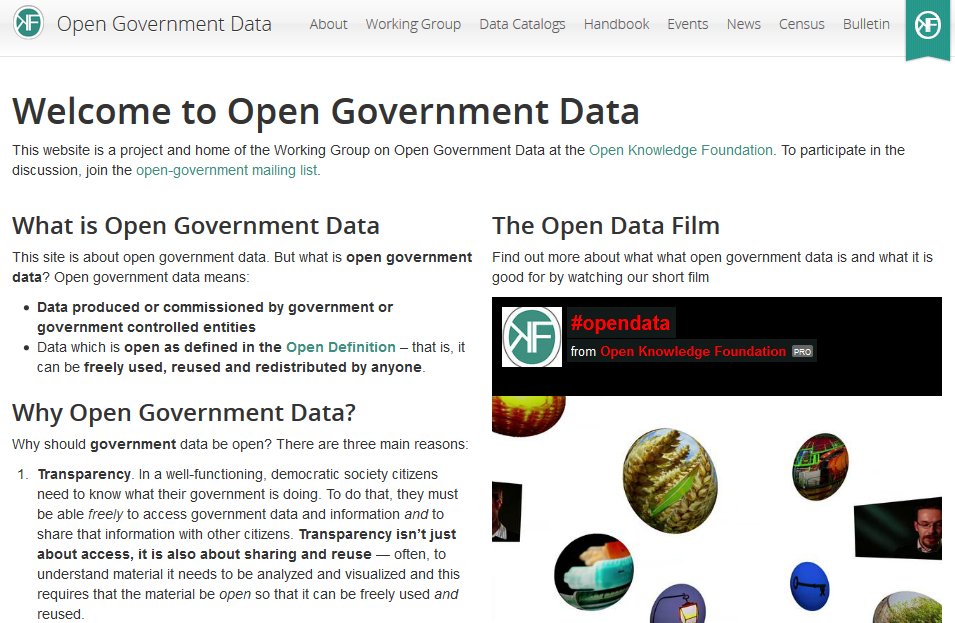 Open Government Data
About Working Group Data Catalogs Handbook Events News Census Bulletin
Welcome to Open Government Data
This website is a project and home of the Working Group on Open Government Data at the Open Knowledge Foundation. To participate in the
discussion, join the open-government mailing list.
What is Open Government Data
This site is about open government data. But what is open government
data? Open government data means:
• Data produced or commissioned by government or
government controlled entities
• Data which is open as defined in the Open Definition – that is, it
can be freely used, reused and redistributed by anyone.
Why Open Government Data?
Why should government data be open? There are three main reasons:
1. Transparency. In a well-functioning, democratic society citizens
need to know what their government is doing. To do that, they must
be able freely to access government data and information and to
share that information with other citizens. Transparency isn’t just
about access, it is also about sharing and reuse — often, to
understand material it needs to be analyzed and visualized and this
requires that the material be open so that it can be freely used and
reused.
The Open Data Film
Find out more about what what open government data is and what it is
good for by watching our short film
#opendata
from Open Knowledge Foundation PRO